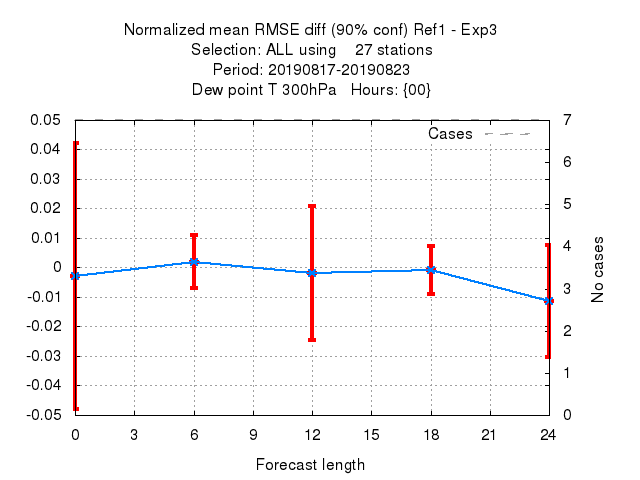 Normalized mean RMSE diff (90% conf) Ref1 - Exp3
Selection: ALL using 27 stations
Period: 20190817-20190823
Dew point T 300hPa Hours: {00}
0.05
0.04
0.03
0.02
0.01
0
-0.01
-0.02
-0.03
-0.04
-0.05
Cases
7
6
5
4
3
2
1
0
No cases
0 3 6 9 12 15 18 21 24
Forecast length